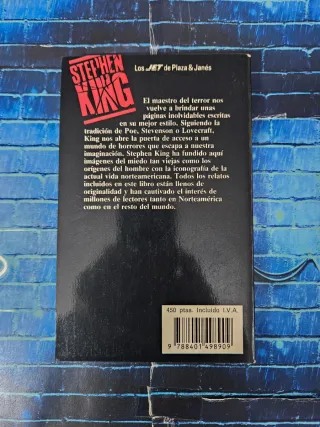 STEPHEN
KING
Los JET de Plaza & Janés
El maestro del terror nos
vuelve a brindar unas
páginas inolvidables escritas
en su mejor estilo. Siguiendo la
tradición de Poe, Stevenson o Lovecraft,
King nos abre la puerta de acceso a un
mundo de horrores que escapa a nuestra
imaginación. Stephen King ha fundido aquí
imágenes del miedo tan viejas como los
orígenes del hombre con la iconografía de la
actual vida norteamericana. Todos los relatos
incluidos en este libro están llenos de
originalidad y han cautivado el interés de
millones de lectores tanto en Norteamérica
como en el resto del mundo.
450 ptas. Incluido I.V.A.
9 788401 498909